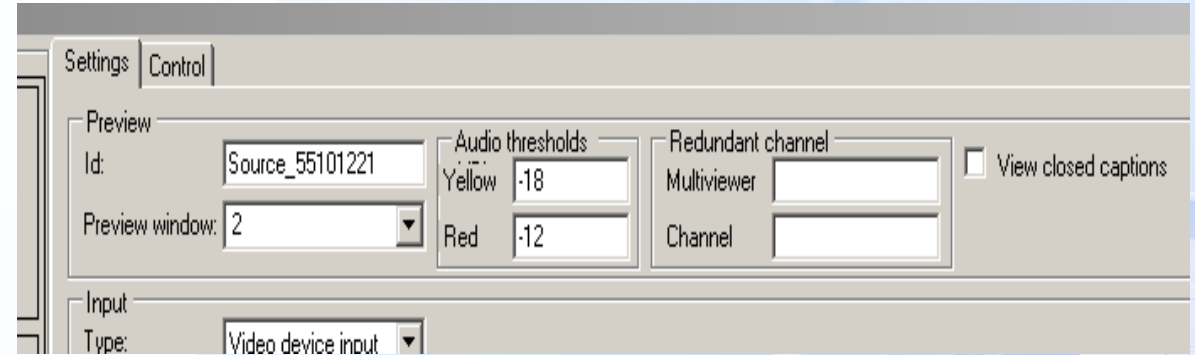 Settings Control
Preview
Id: Source_55101221
Preview window: 2
Audio thresholds
Yellow -18
Red -12
Redundant channel
Multiviewer
Channel
View closed captions
Input
Type: Video device input